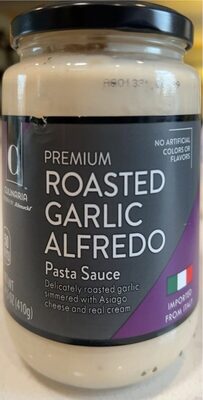 NO ARTIFICIAL
COLORS OR
FLAVORS
CULINARIA
PREMIUM
ROASTED
GARLIC
ALFREDO
Pasta Sauce
Delicately roasted garlic
simmered with Asiago
cheese and real cream
(410g)
IMPORTED
FROM ITALY